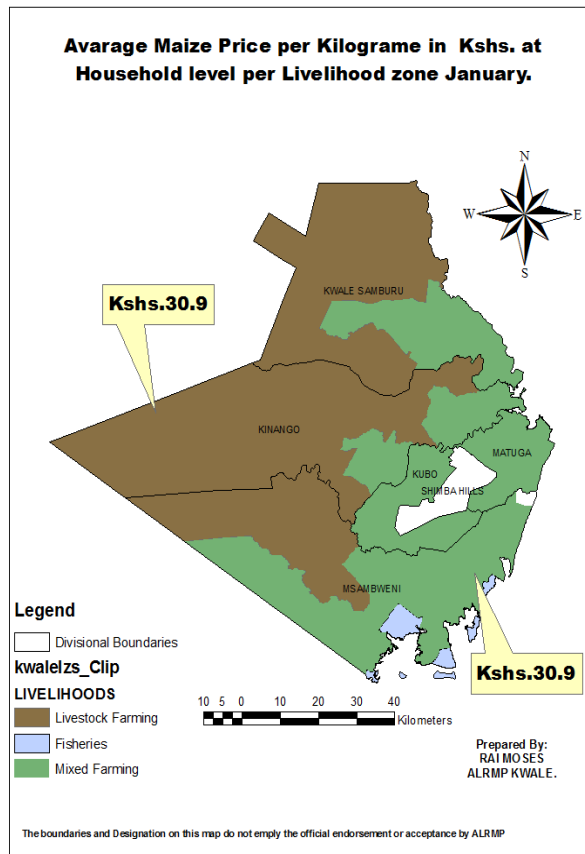 Avarage Maize Price per Kilograme in Kshs. at
Household level per Livelihood zone January.
N
W
E
S
KWALE SAMBURU
Kshs.30.9
KINANGO
MATUGA
KUBO
SHIMBA HILLS
MSAMBWENI
Kshs.30.9
Legend
Divisional Boundaries
kwalelzs_Clip
LIVELIHOODS
Livestock Farming
Fisheries
Mixed Farming
10 5 0 10 20 30 40
Kilometers
Prepared By:
RAI MOSES
ALRMP KWALE.
The boundaries and Designation on this map do not emply the official endorsement or acceptance by ALRMP